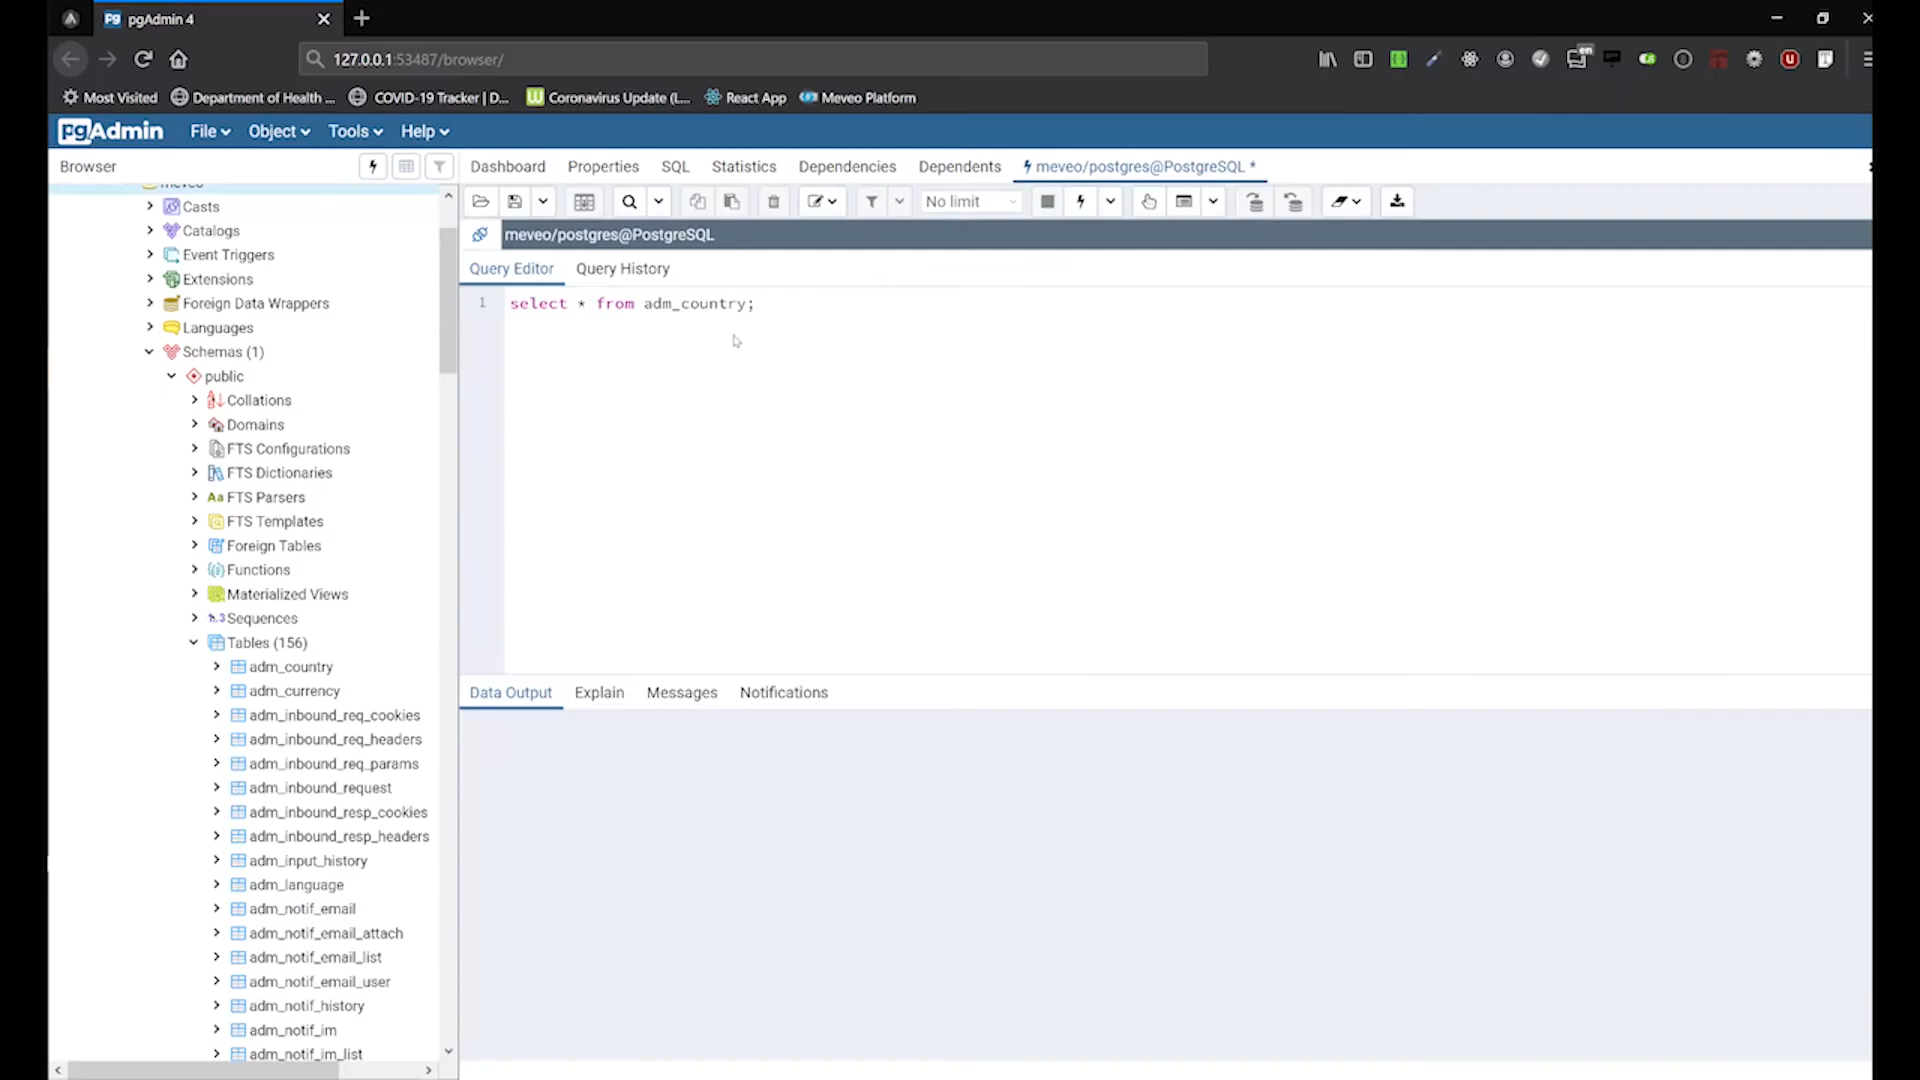 pgAdmin 4
127.0.0.1:53487/browser/
en
Most Visited
Department of Health ...
COVID-19 Tracker | D...
Coronavirus Update (L...
React App
Meveo Platform
pgAdmin
File
Object
Tools
Help
Browser
Dashboard
Properties
SQL
Statistics
Dependencies
Dependents
meveo/postgres@PostgreSQL *
No limit
meveo/postgres@PostgreSQL
Query Editor
Query History
1 select * from adm_country;
meveo
Casts
Catalogs
Event Triggers
Extensions
Foreign Data Wrappers
Languages
Schemas (1)
public
Collations
Domains
FTS Configurations
FTS Dictionaries
Aa FTS Parsers
FTS Templates
Foreign Tables
Functions
Materialized Views
1..3 Sequences
Tables (156)
adm_country
adm_currency
adm_inbound_req_cookies
adm_inbound_req_headers
adm_inbound_req_params
adm_inbound_request
adm_inbound_resp_cookies
adm_inbound_resp_headers
adm_input_history
adm_language
adm_notif_email
adm_notif_email_attach
adm_notif_email_list
adm_notif_email_user
adm_notif_history
adm_notif_im
adm_notif_im_list
Data Output
Explain
Messages
Notifications